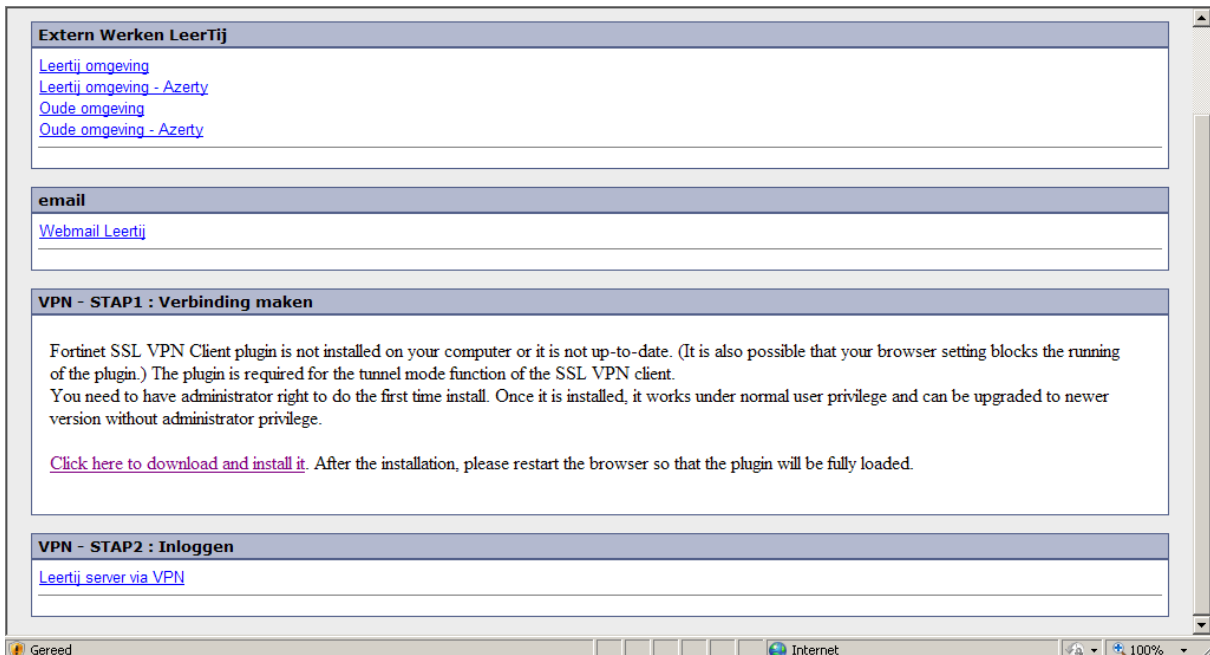 Extern Werken LeerTij
Leertij omgeving
Leertij omgeving - Azerty
Oude omgeving
Oude omgeving - Azerty
email
Webmail Leertij
VPN - STAP1 : Verbinding maken
Fortinet SSL VPN Client plugin is not installed on your computer or it is not up-to-date. (It is also possible that your browser setting blocks the running
of the plugin.) The plugin is required for the tunnel mode function of the SSL VPN client.
You need to have administrator right to do the first time install. Once it is installed, it works under normal user privilege and can be upgraded to newer
version without administrator privilege.
Click here to download and install it. After the installation, please restart the browser so that the plugin will be fully loaded.
VPN - STAP2 : Inloggen
Leertij server via VPN
Gereed Internet 100%